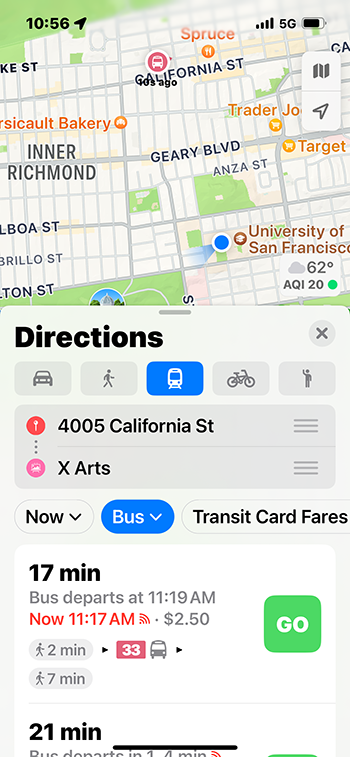 10:56
5G
Spruce
KE ST
CALIFORNIA ST
CA
10s ago
rsicault Bakery
Trader Jo
Target
INNER
RICHMOND
GEARY BLVD
ANZA ST
LBOA ST
University of
San Francisco
BRILLO ST
62°
LTON ST
AQI 20
S
Directions
4005 California St
X Arts
Now
Bus
Transit Card Fares
17 min
Bus departs at 11:19 AM
Now 11:17 AM · $2.50
GO
2 min ▸ 33 ▸
7 min
21 min
Bus departs in 1, 4 min